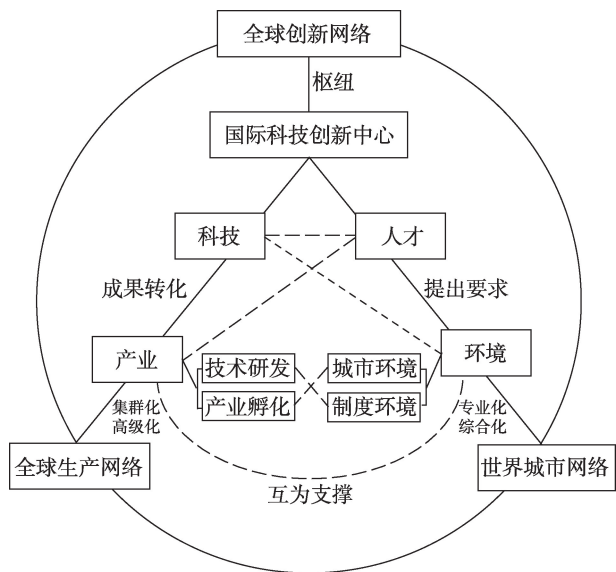 全球创新网络
枢纽
国际科技创新中心
科技
人才
成果转化
提出要求
产业
技术研发
城市环境
环境
产业孵化
制度环境
集群化
高级化
专业化
综合化
全球生产网络
世界城市网络
互为支撑